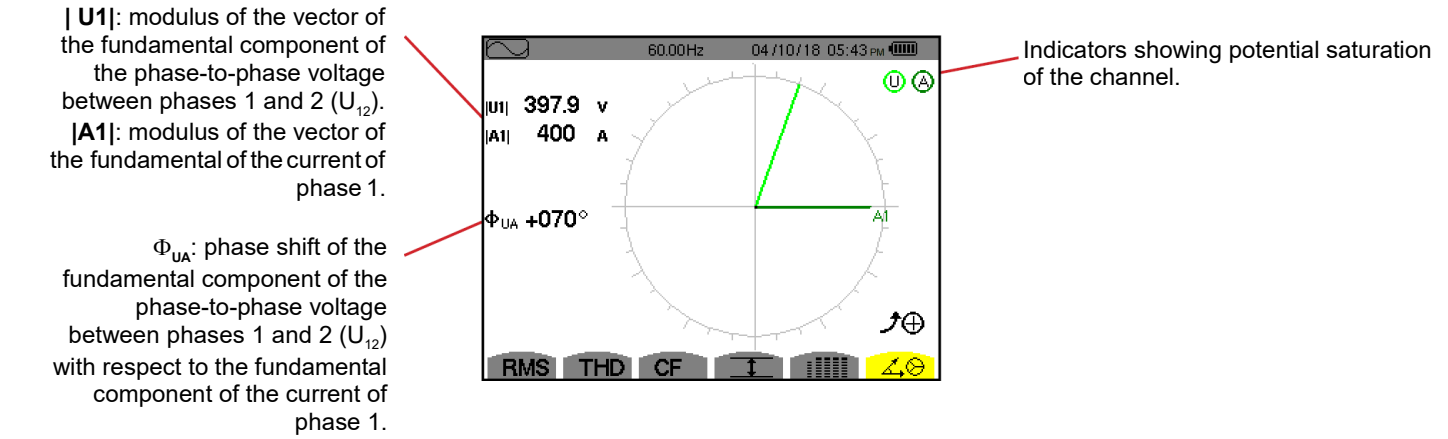 | U1|: modulus of the vector of
the fundamental component of
the phase-to-phase voltage
between phases 1 and 2 (U12).
|A1|: modulus of the vector of
the fundamental of the current of
phase 1.
ΦUA: phase shift of the
fundamental component of the
phase-to-phase voltage
between phases 1 and 2 (U12)
with respect to the fundamental
component of the current of
phase 1.
60.00Hz 04/10/18 05:43 PM
U A
|U1| 397.9 V
|A1| 400 A
ΦUA +070°
A1
RMS THD CF
Indicators showing potential saturation
of the channel.